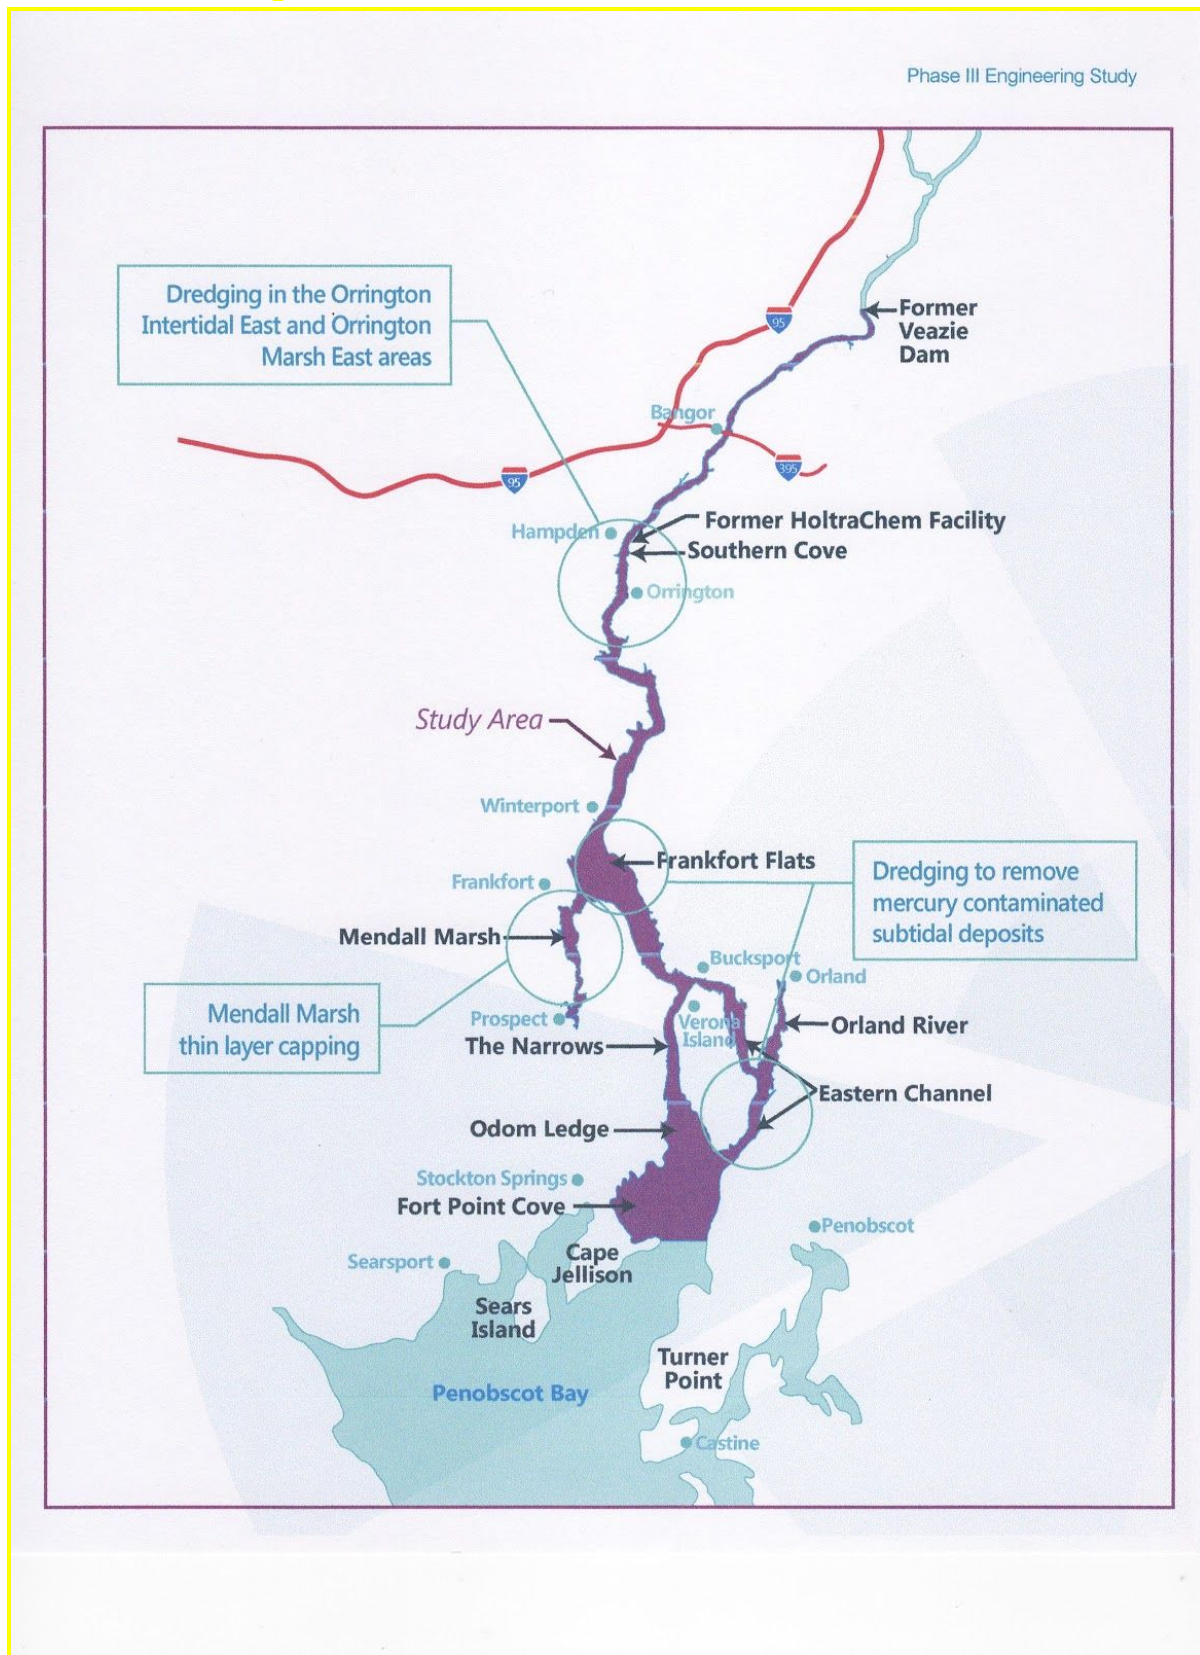 Phase III Engineering Study
Dredging in the Orrington
Intertidal East and Orrington
Marsh East areas
Former
Veazie
Dam
95
Bangor
95
395
Former HoltraChem Facility
Hampden
Southern Cove
Orrington
Study Area
Winterport
Frankfort Flats
Dredging to remove
mercury contaminated
subtidal deposits
Frankfort
Mendall Marsh
Bucksport
Orland
Mendall Marsh
thin layer capping
Prospect
Verona
Island
Orland River
The Narrows
Eastern Channel
Odom Ledge
Stockton Springs
Fort Point Cove
Penobscot
Cape
Jellison
Searsport
Sears
Island
Turner
Point
Penobscot Bay
Castine